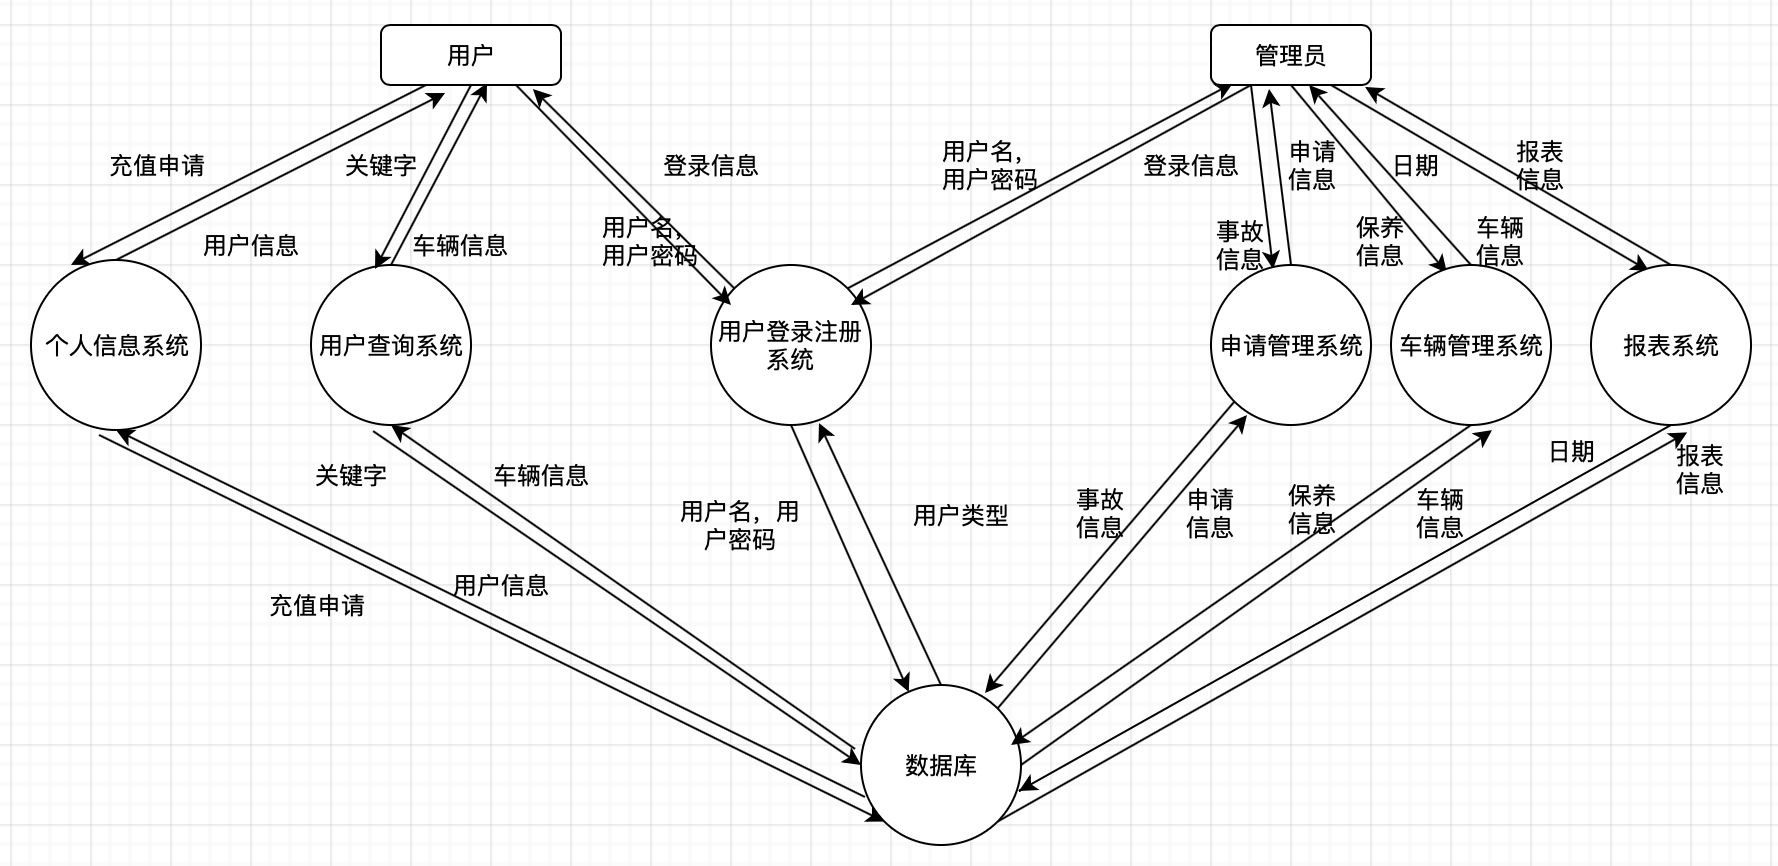 用户
管理员
充值申请
关键字
登录信息
用户名，
用户密码
登录信息
申请
信息
日期
报表
信息
用户信息
车辆信息
用户名，
用户密码
事故
信息
保养
信息
车辆
信息
个人信息系统
用户查询系统
用户登录注册
系统
申请管理系统
车辆管理系统
报表系统
关键字
车辆信息
用户名，用
户密码
用户类型
事故
信息
申请
信息
保养
信息
车辆
信息
日期
报表
信息
充值申请
用户信息
数据库